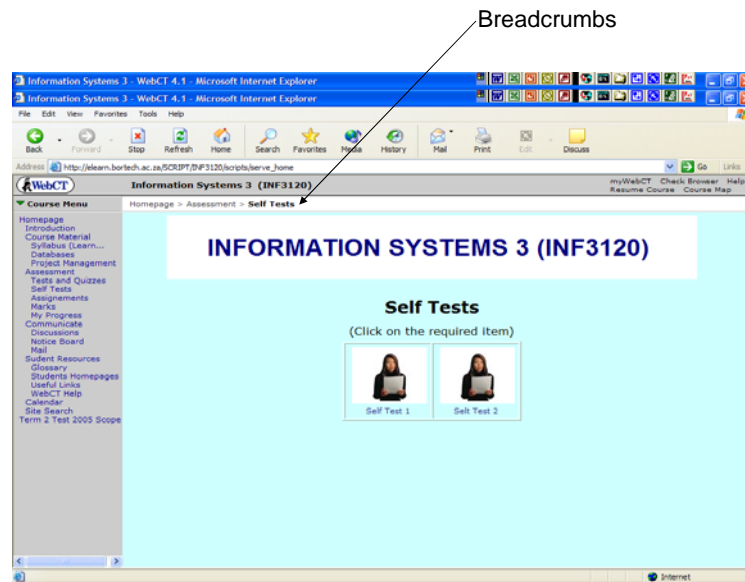 Breadcrumbs
Information Systems 3 - WebCT 4.1 - Microsoft Internet Explorer
Information Systems 3 - WebCT 4.1 - Microsoft Internet Explorer
File Edit View Favorites Tools Help
Back Forward Stop Refresh Home Search Favorites Media History Mail Print Edit Discuss
Address http://elearn.bortech.ac.za/SCRIPT/INF3120/scripts/serve_home Go Links
WebCT Information Systems 3 (INF3120) myWebCT Check Browser Help
Resume Course Course Map
Course Menu Homepage > Assessment > Self Tests
Homepage
Introduction
Course Material
Syllabus (Learn...
Databases
Project Management
Assessment
Tests and Quizzes
Self Tests
Assignements
Marks
My Progress
Communicate
Discussions
Notice Board
Mail
Sudent Resources
Glossary
Students Homepages
Useful Links
WebCT Help
Calendar
Site Search
Term 2 Test 2005 Scope
INFORMATION SYSTEMS 3 (INF3120)
Self Tests
(Click on the required item)
Self Test 1 Selt Test 2
Internet